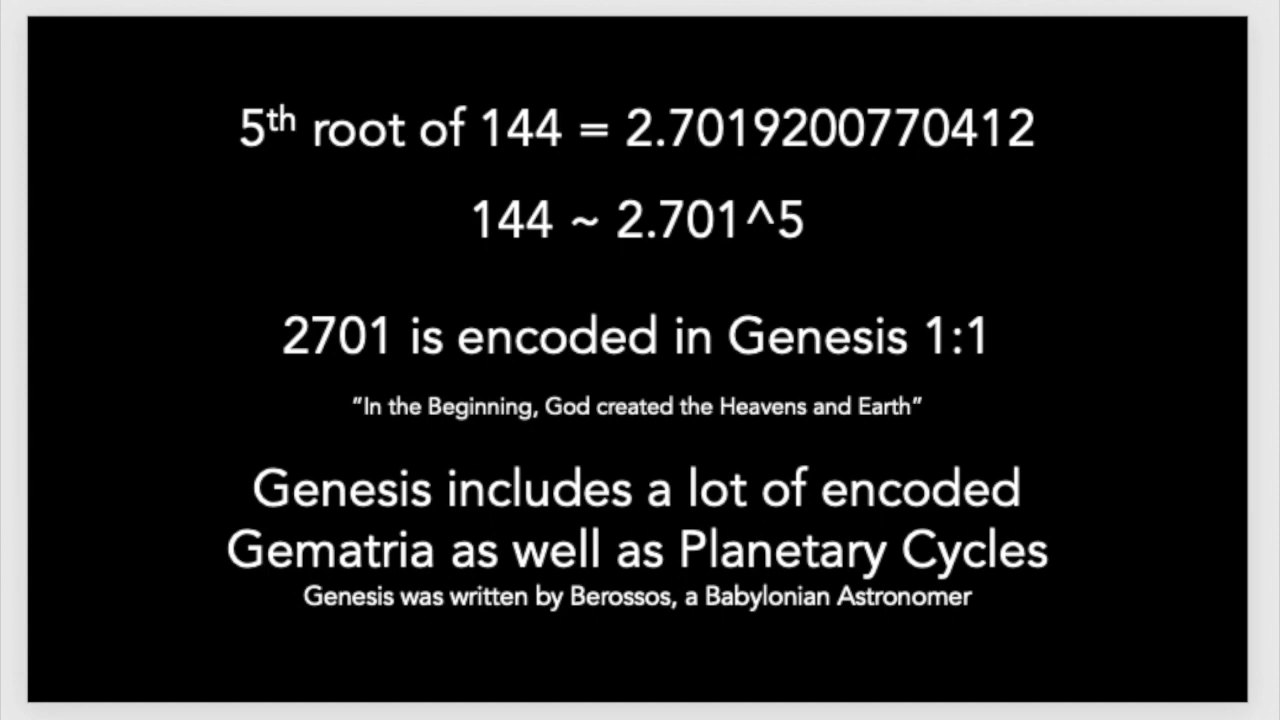 5th root of 144 = 2.7019200770412
144 ~ 2.701^5
2701 is encoded in Genesis 1:1
”In the Beginning, God created the Heavens and Earth”
Genesis includes a lot of encoded
Gematria as well as Planetary Cycles
Genesis was written by Berossos, a Babylonian Astronomer